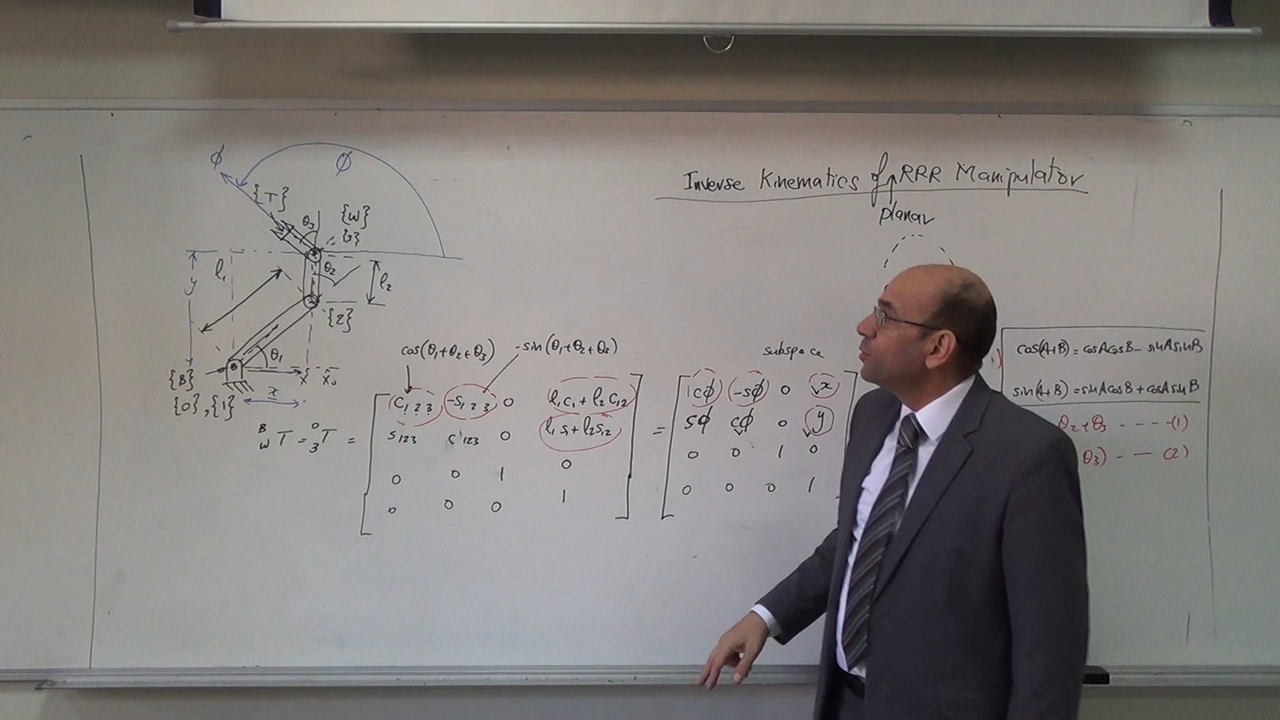 Inverse Kinematics of RRR Manipulator
planar
ϕ
ϕ
{T}
θ3
{W}
{3}
θ2
l1
l2
y
{2}
θ1
{B}
X X0
{0},{1}
x
cos(θ1+θ2+θ3)
-sin(θ1+θ2+θ3)
subspace
cos(A+B)=cosAcosB-sinAsinB
sin(A+B)=sinAcosB+cosAsinB
θ2+θ3 ----(1)
θ3) --- (2)
B W T = 0 3 T =
C123 -S123 0 l1C1+l2C12
S123 C123 0 l1S1+l2S12
0 0 1 0
0 0 0 1
=
cϕ -sϕ 0 x
sϕ cϕ 0 y
0 0 1 0
0 0 0 1